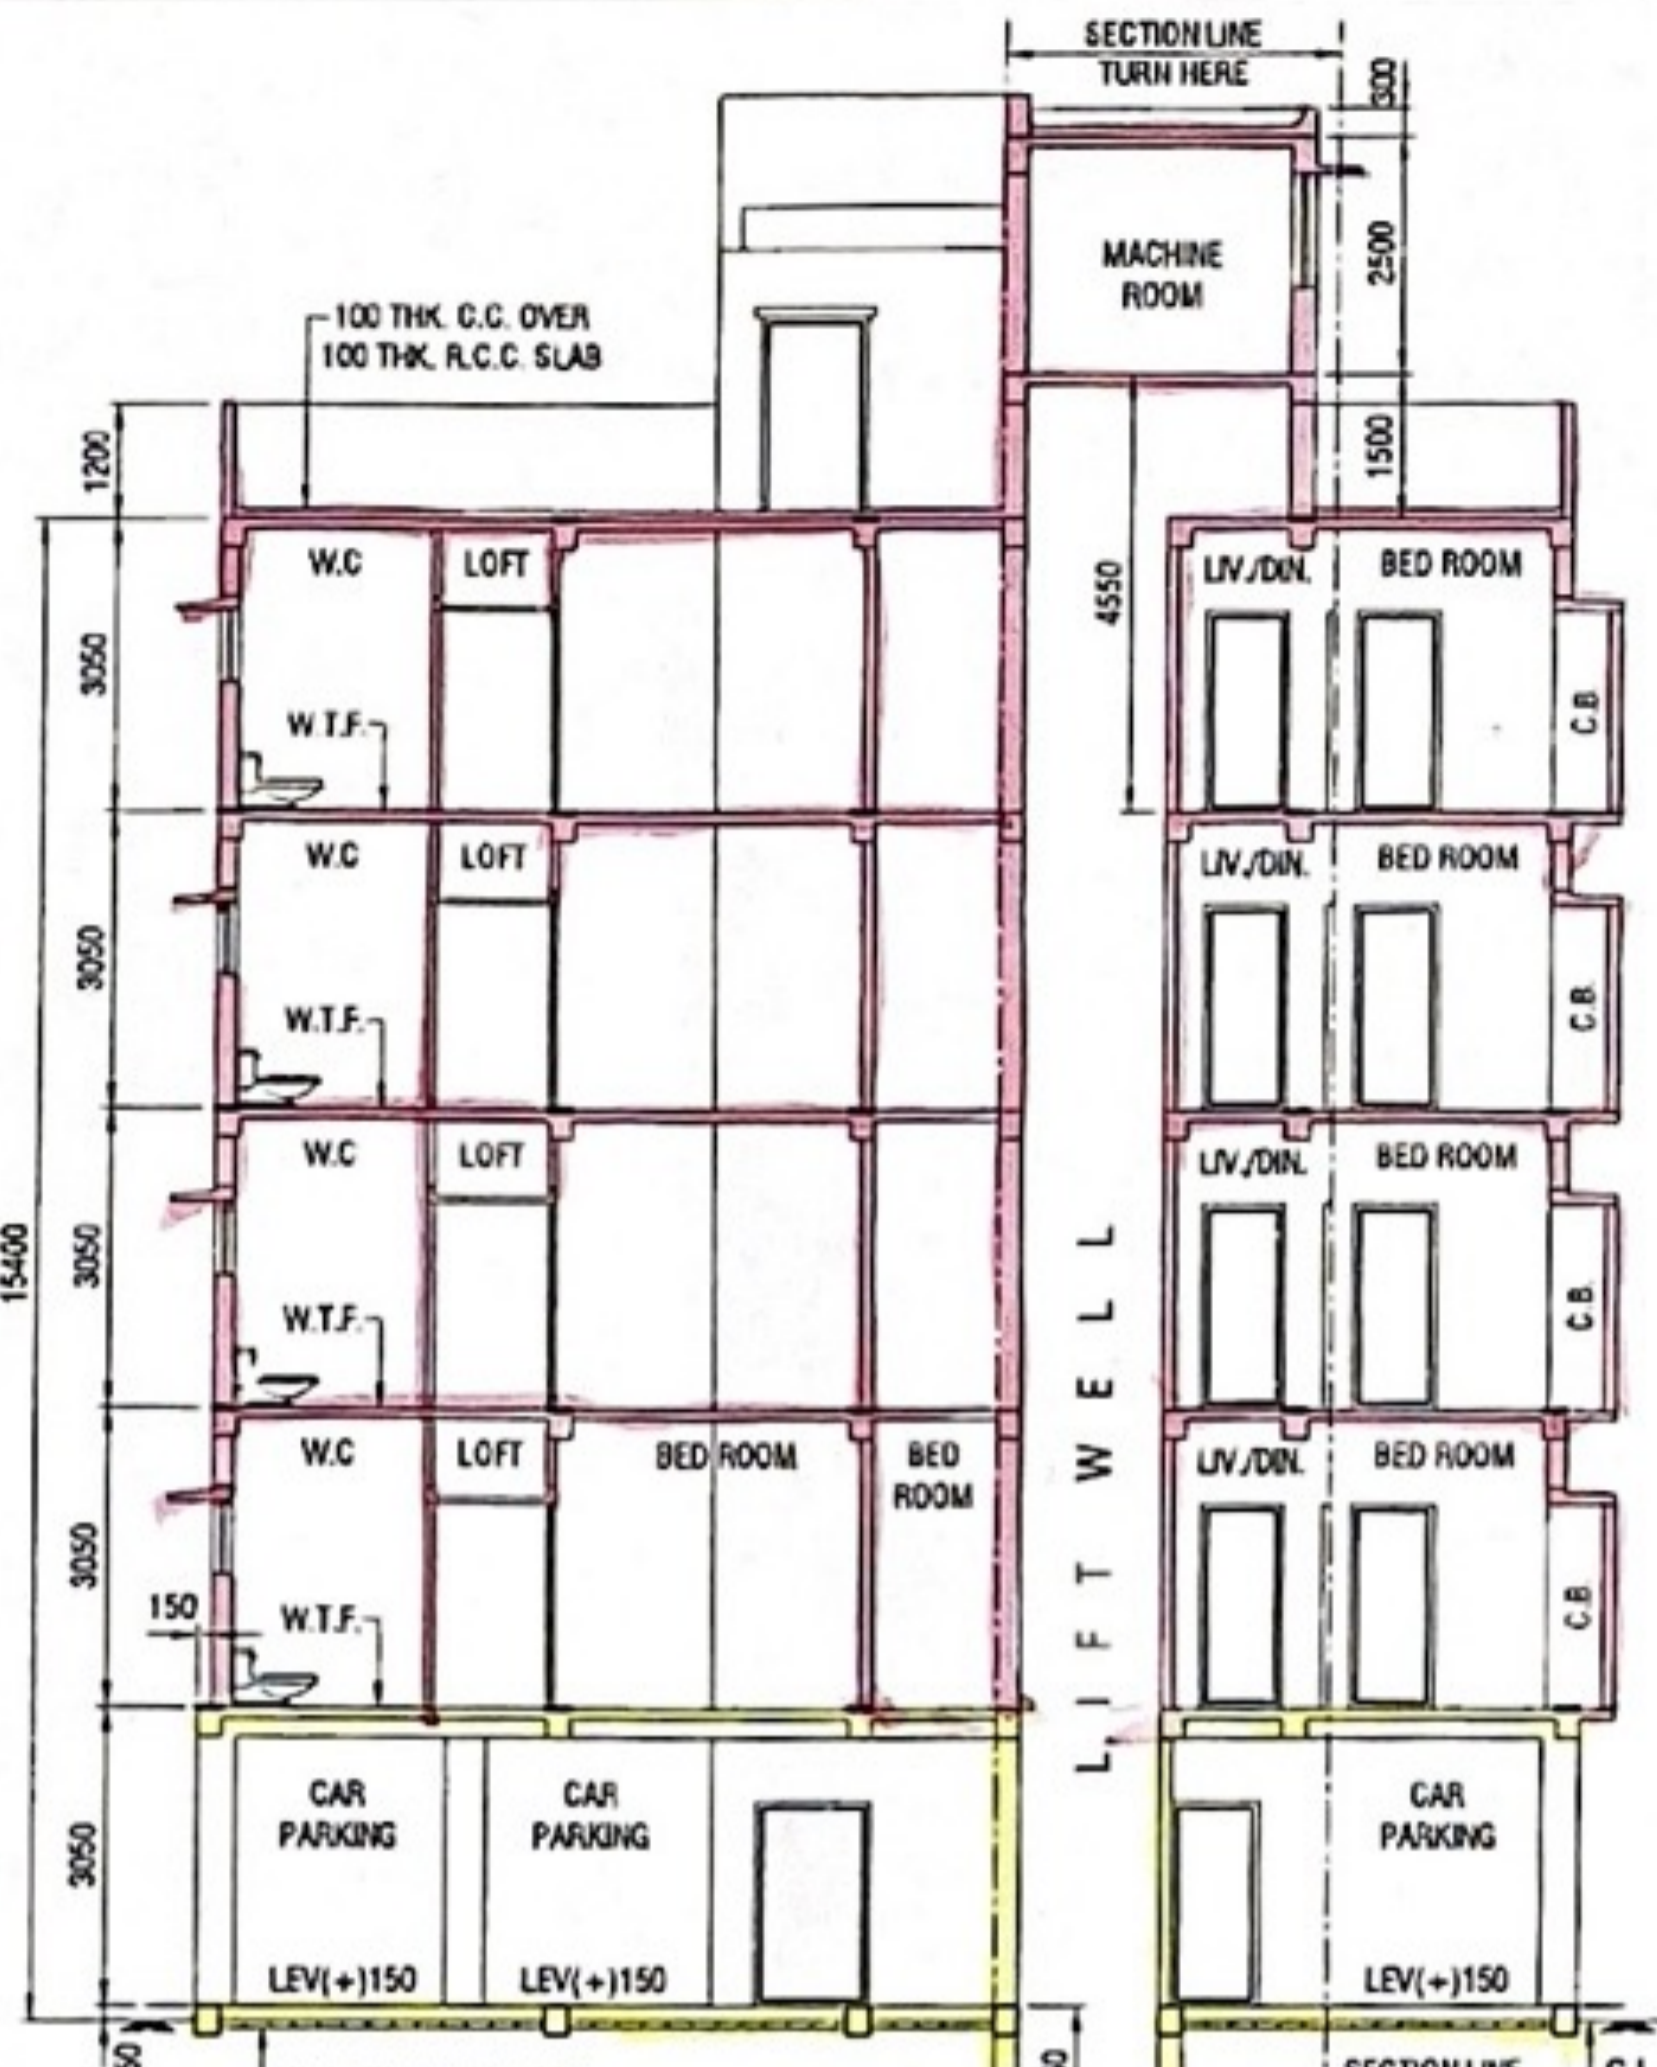 SECTION LINE
TURN HERE
300
2500
MACHINE
ROOM
100 THK. C.C. OVER
100 THK. R.C.C. SLAB
1200
1500
W.C
LOFT
LIV./DIN.
BED ROOM
4550
3050
W.T.F.
C.B.
W.C
LOFT
LIV./DIN.
BED ROOM
3050
W.T.F.
C.B.
W.C
LOFT
LIV./DIN.
BED ROOM
15400
3050
W.T.F.
C.B.
LIFT WELL
W.C
LOFT
BED ROOM
BED
ROOM
LIV./DIN.
BED ROOM
3050
150
W.T.F.
C.B.
CAR
PARKING
CAR
PARKING
CAR
PARKING
3050
LEV(+)150
LEV(+)150
LEV(+)150
SECTION LINE